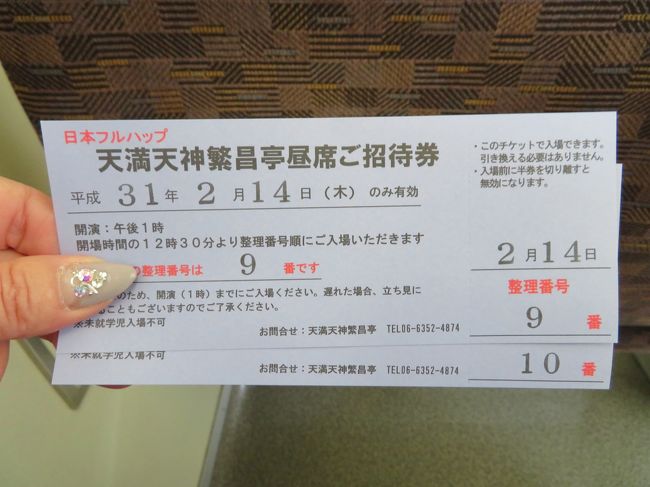 日本フルハップ
天満天神繁昌亭昼席ご招待券
平成 31年 2月14日(木)のみ有効
開演:午後1時
開場時間の12時30分より整理番号順にご入場いただきます
の整理番号は 9 番です
のため、開演(1時)までにご入場ください。遅れた場合、立ち見に
ることもございますのでご了承ください。
※未就学児入場不可
お問合せ:天満天神繁昌亭 TEL06-6352-4874
・このチケットで入場できます。
引き換える必要はありません。
・入場前に半券を切り離すと
無効になります。
2月14日
整理番号
9 番
※未就学児入場不可
お問合せ:天満天神繁昌亭 TEL06-6352-4874
10 番